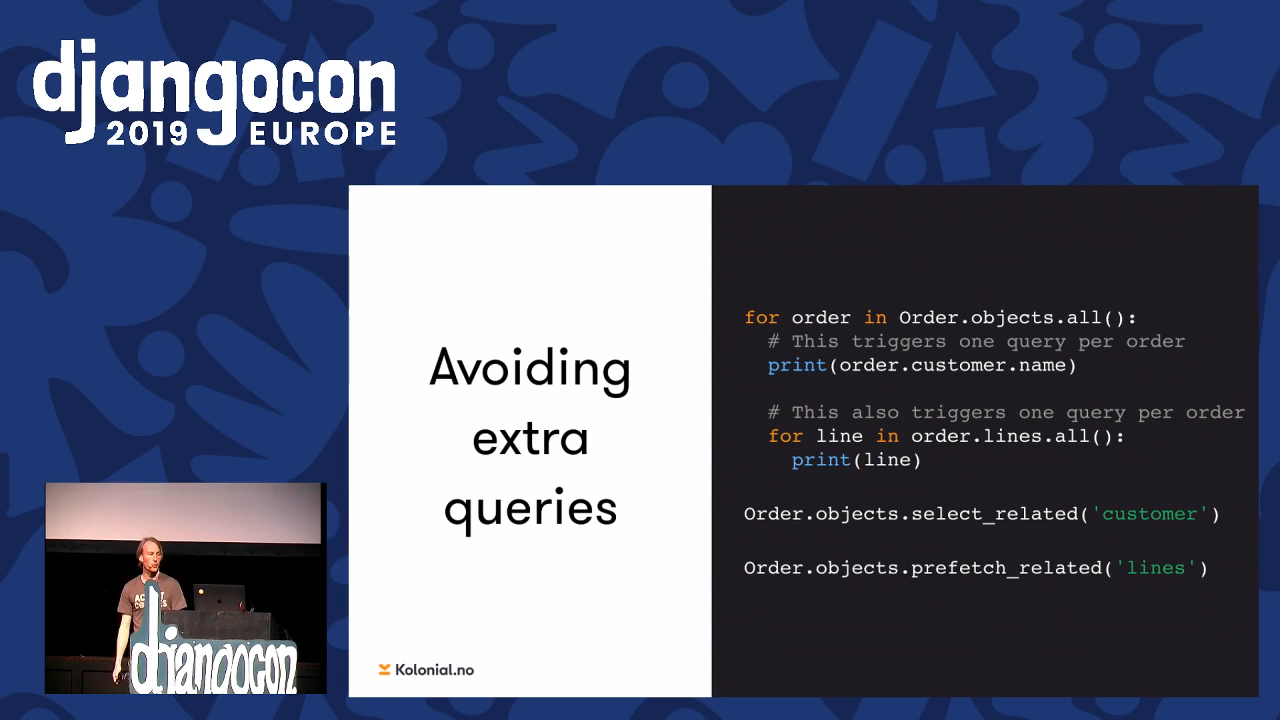 djangocon
2019 EUROPE
Avoiding
extra
queries
Kolonial.no
for order in Order.objects.all():
# This triggers one query per order
print(order.customer.name)
# This also triggers one query per order
for line in order.lines.all():
print(line)
Order.objects.select_related('customer')
Order.objects.prefetch_related('lines')
djangocon